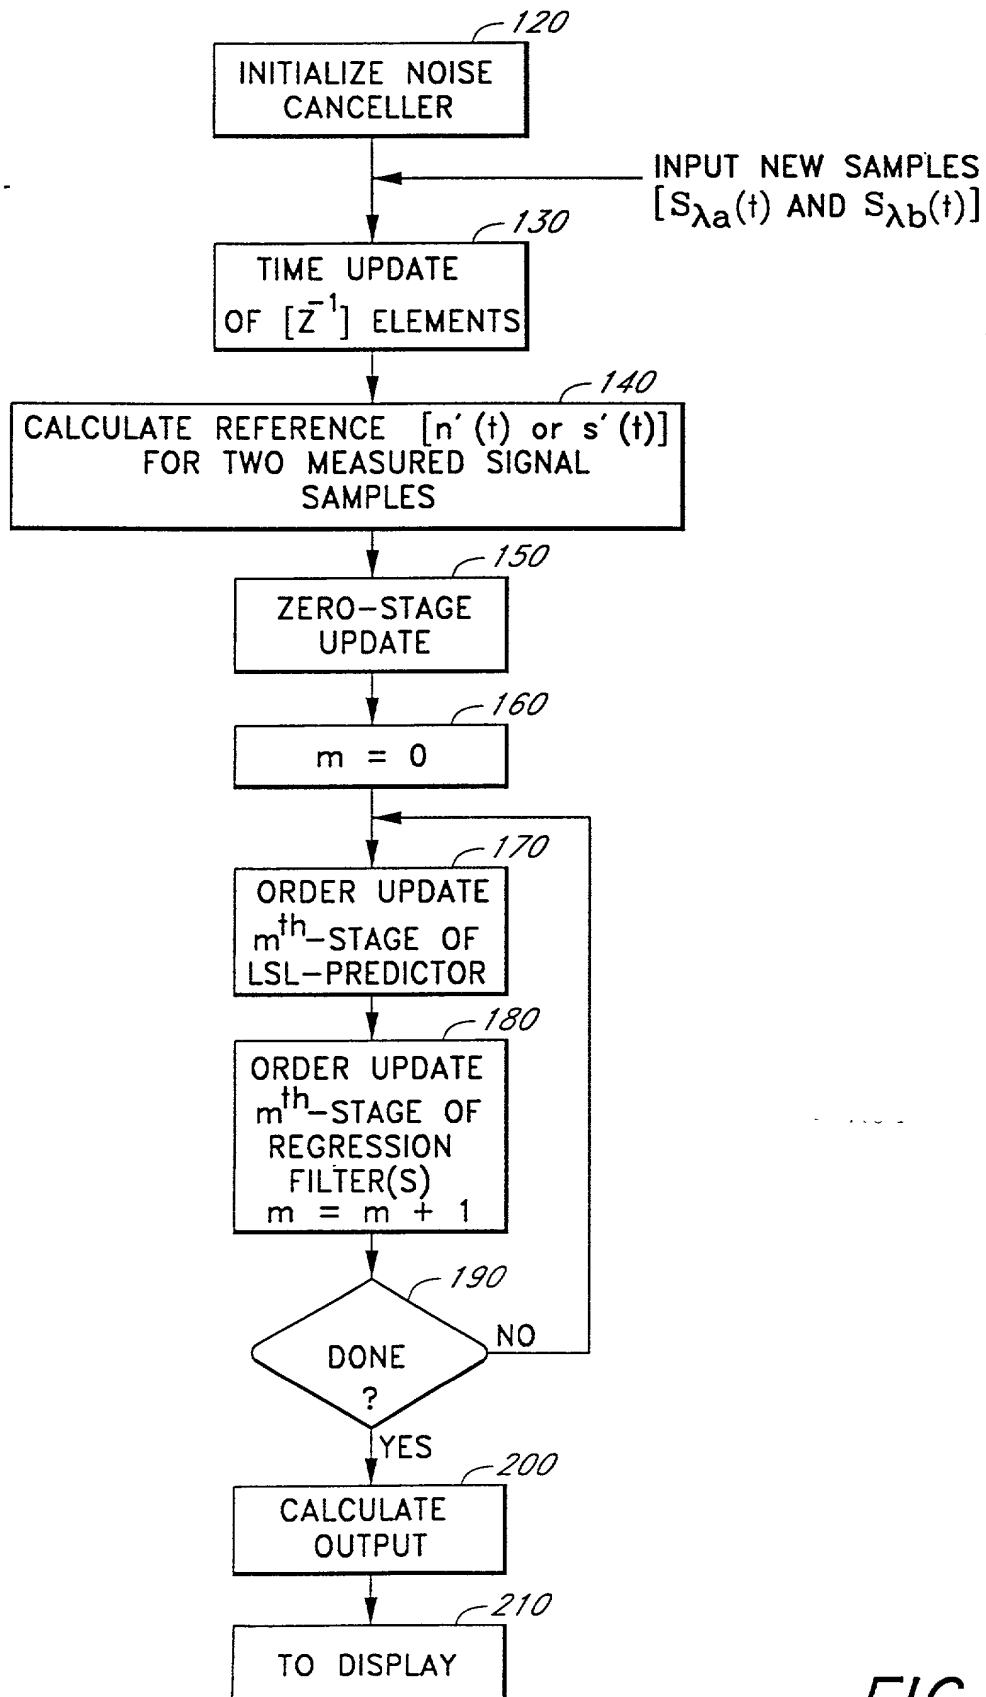 120
INITIALIZE NOISE
CANCELLER
INPUT NEW SAMPLES
[Sλa(t) AND Sλb(t)]
130
TIME UPDATE
OF [Z⁻¹] ELEMENTS
140
CALCULATE REFERENCE [n′(t) or s′(t)]
FOR TWO MEASURED SIGNAL
SAMPLES
150
ZERO-STAGE
UPDATE
160
m = 0
170
ORDER UPDATE
mth-STAGE OF
LSL-PREDICTOR
180
ORDER UPDATE
mth-STAGE OF
REGRESSION
FILTER(S)
m = m + 1
190
DONE
?
NO
YES
200
CALCULATE
OUTPUT
210
TO DISPLAY
FIG